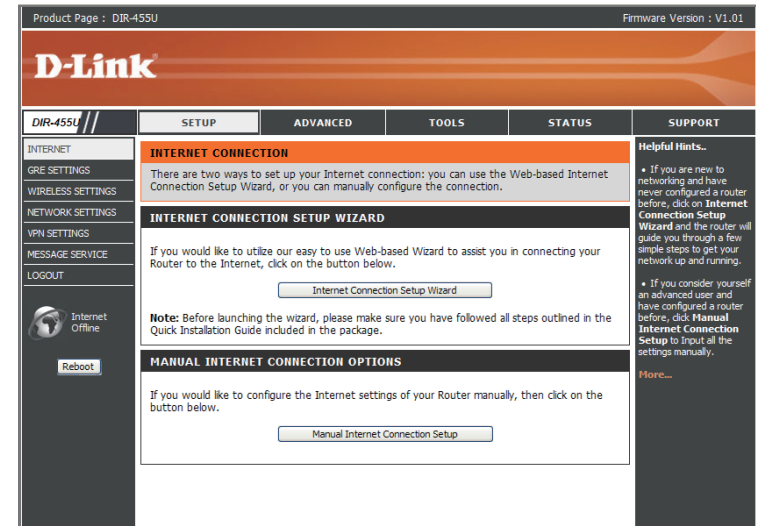 Product Page : DIR-455U
Firmware Version : V1.01
D-Link
DIR-455U
SETUP
ADVANCED
TOOLS
STATUS
SUPPORT
INTERNET
GRE SETTINGS
WIRELESS SETTINGS
NETWORK SETTINGS
VPN SETTINGS
MESSAGE SERVICE
LOGOUT
Internet
Offline
Reboot
INTERNET CONNECTION
There are two ways to set up your Internet connection: you can use the Web-based Internet
Connection Setup Wizard, or you can manually configure the connection.
INTERNET CONNECTION SETUP WIZARD
If you would like to utilize our easy to use Web-based Wizard to assist you in connecting your
Router to the Internet, click on the button below.
Internet Connection Setup Wizard
Note: Before launching the wizard, please make sure you have followed all steps outlined in the
Quick Installation Guide included in the package.
MANUAL INTERNET CONNECTION OPTIONS
If you would like to configure the Internet settings of your Router manually, then click on the
button below.
Manual Internet Connection Setup
Helpful Hints..
• If you are new to
networking and have
never configured a router
before, click on Internet
Connection Setup
Wizard and the router will
guide you through a few
simple steps to get your
network up and running.
• If you consider yourself
an advanced user and
have configured a router
before, click Manual
Internet Connection
Setup to Input all the
settings manually.
More...